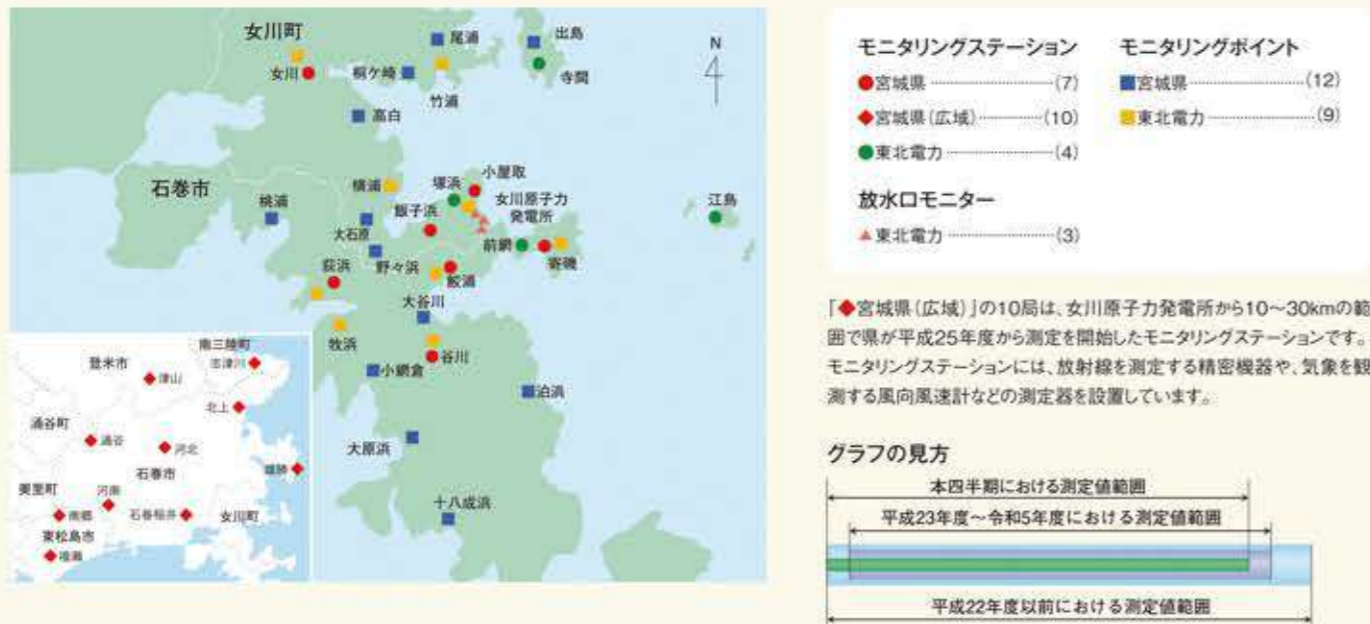 女川町
尾浦
出島
女川
桐ケ崎
竹浦
寺間
N
高白
石巻市
桃浦
横浦
塚浜
小屋取
飯子浜
女川原子力
発電所
江島
大石原
前網
寄磯
荻浜
野々浜
鮫浦
大谷川
牧浜
谷川
小網倉
泊浜
大原浜
十八成浜
南三陸町
志津川
登米市
津山
北上
涌谷町
涌谷
河北
石巻市
雄勝
美里町
河南
南郷
石巻稲井
女川町
東松島市
モニタリングステーション
●宮城県 (7)
◆宮城県(広域) (10)
●東北電力 (4)
放水口モニター
▲東北電力 (3)
モニタリングポイント
■宮城県 (12)
■東北電力 (9)
「◆宮城県(広域)」の10局は、女川原子力発電所から10〜30kmの範
囲で県が平成25年度から測定を開始したモニタリングステーションです。
モニタリングステーションには、放射線を測定する精密機器や、気象を観
測する風向風速計などの測定器を設置しています。
グラフの見方
本四半期における測定値範囲
平成23年度〜令和5年度における測定値範囲
平成22年度以前における測定値範囲